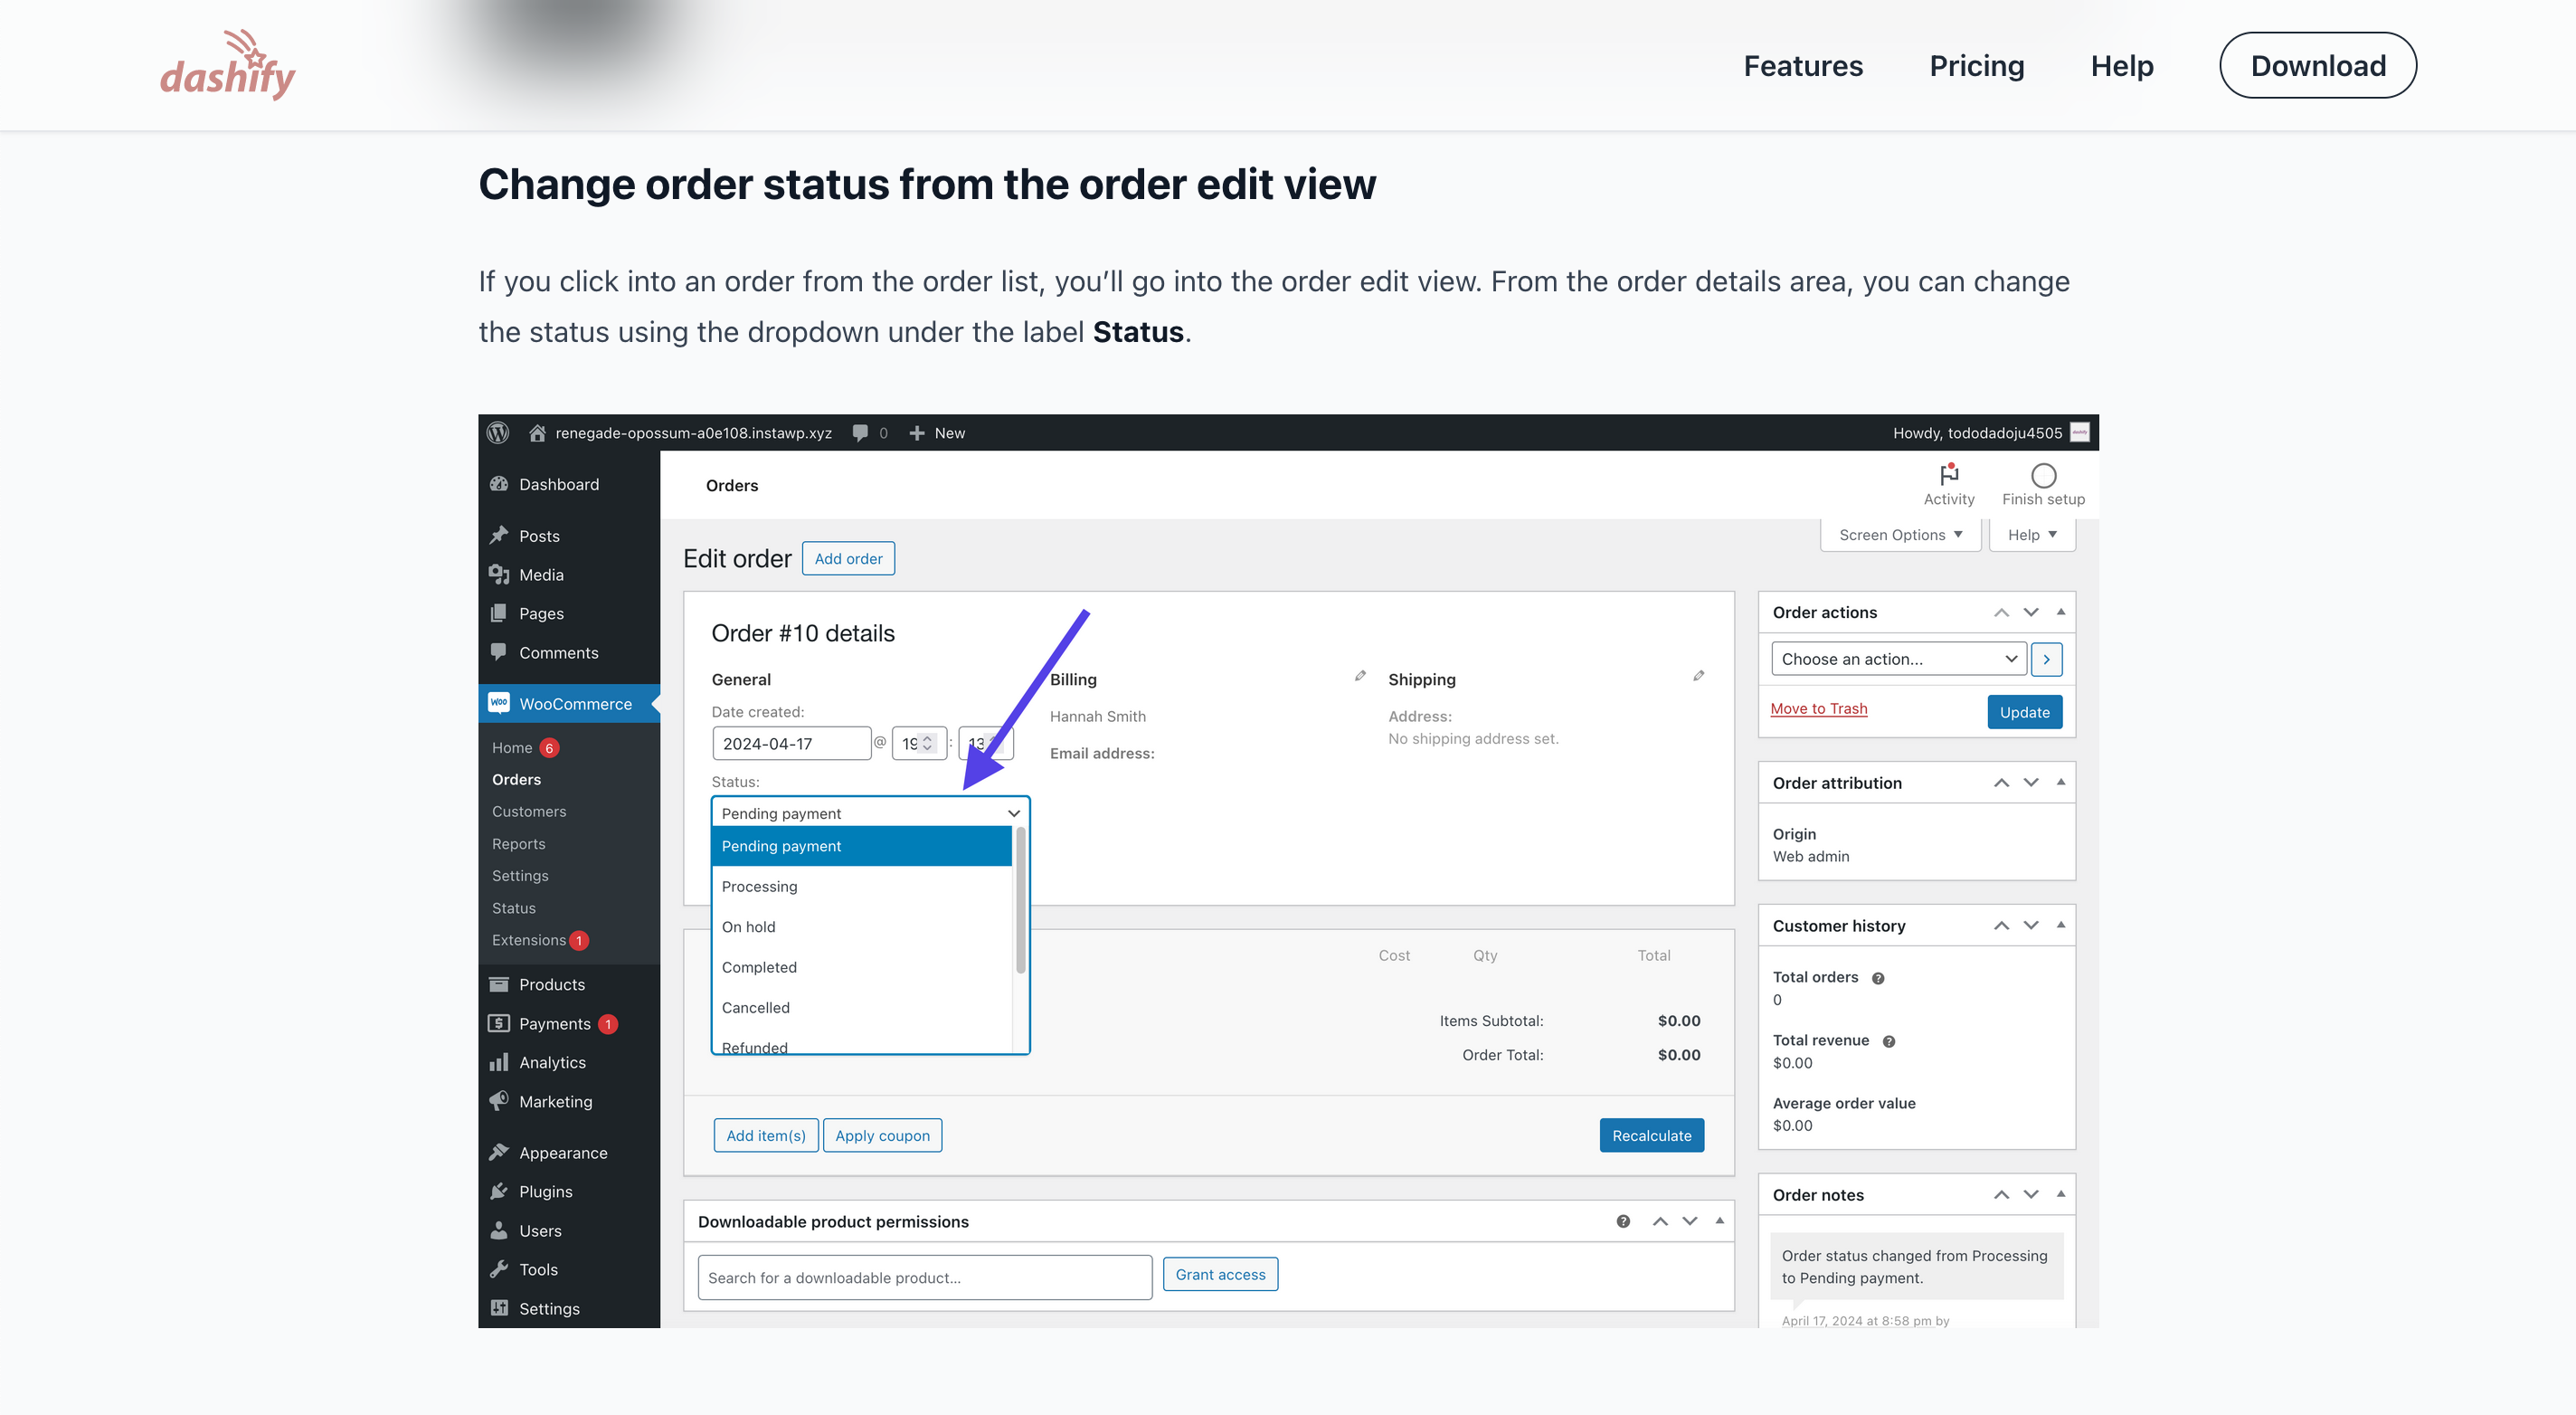 dashify
Features
Pricing
Help
Download
Change order status from the order edit view
If you click into an order from the order list, you’ll go into the order edit view. From the order details area, you can change
the status using the dropdown under the label Status.
renegade-opossum-a0e108.instawp.xyz
0
New
Howdy, tododadoju4505
Dashboard
Posts
Media
Pages
Comments
WooCommerce
Home 6
Orders
Customers
Reports
Settings
Status
Extensions 1
Products
Payments 1
Analytics
Marketing
Appearance
Plugins
Users
Tools
Settings
Orders
Activity
Finish setup
Screen Options
Help
Edit order
Add order
Order #10 details
General
Date created:
2024-04-17 @ 19 : 13
Status:
Pending payment
Pending payment
Processing
On hold
Completed
Cancelled
Refunded
Billing
Hannah Smith
Email address:
Shipping
Address:
No shipping address set.
Cost Qty Total
Items Subtotal: $0.00
Order Total: $0.00
Add item(s)
Apply coupon
Recalculate
Downloadable product permissions
Search for a downloadable product...
Grant access
Order actions
Choose an action...
Move to Trash
Update
Order attribution
Origin
Web admin
Customer history
Total orders
0
Total revenue
$0.00
Average order value
$0.00
Order notes
Order status changed from Processing
to Pending payment.
April 17, 2024 at 8:58 pm by